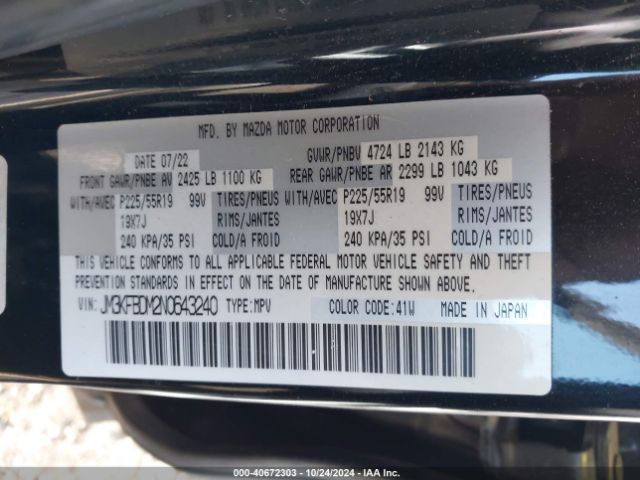 MFD. BY MAZDA MOTOR CORPORATION
DATE 07/22 GVWR/PNBV 4724 LB 2143 KG
FRONT GAWR/PNBE AV 2425 LB 1100 KG REAR GAWR/PNBE AR 2299 LB 1043 KG
WITH/AVEC P225/55R19 99V TIRES/PNEUS P225/55R19 99V TIRES/PNEUS
19X7J RIMS/JANTES 19X7J RIMS/JANTES
240 KPA/35 PSI COLD/A FROID 240 KPA/35 PSI COLD/A FROID
THIS VEHICLE CONFORMS TO ALL APPLICABLE FEDERAL MOTOR VEHICLE SAFETY AND THEFT
PREVENTION STANDARDS IN EFFECT ON THE DATE OF MANUFACTURE SHOWN ABOVE.
VIN: JM3KFBDM2N0643240 TYPE:MPV COLOR CODE:41W MADE IN JAPAN
000-40672303 - 10/24/2024 - IAA Inc.